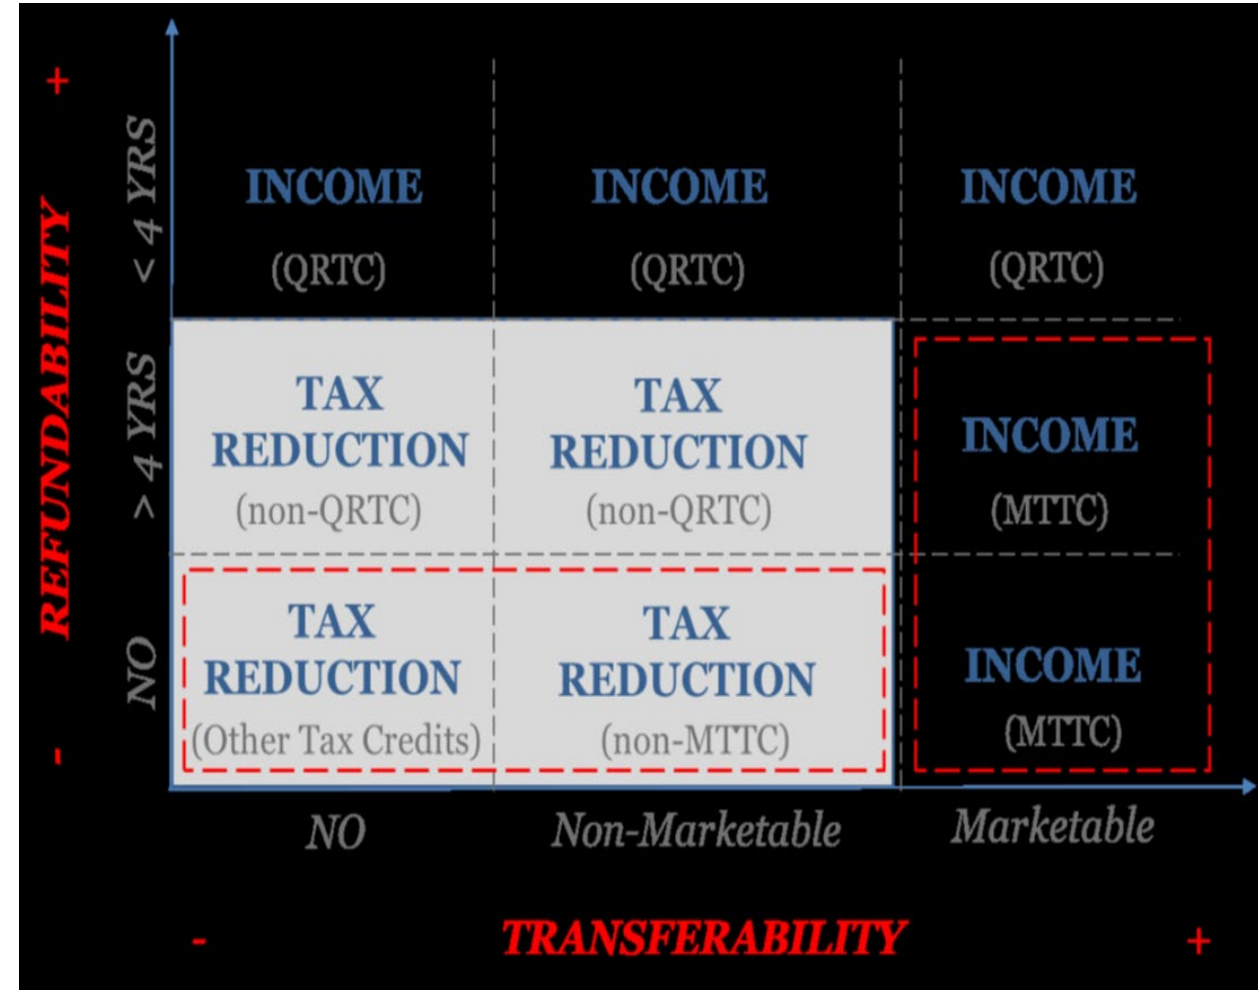 +
REFUNDABILITY
-
< 4 YRS
> 4 YRS
NO
INCOME
(QRTC)
INCOME
(QRTC)
INCOME
(QRTC)
TAX
REDUCTION
(non-QRTC)
TAX
REDUCTION
(non-QRTC)
INCOME
(MTTC)
TAX
REDUCTION
(Other Tax Credits)
TAX
REDUCTION
(non-MTTC)
INCOME
(MTTC)
NO
Non-Marketable
Marketable
-
TRANSFERABILITY
+